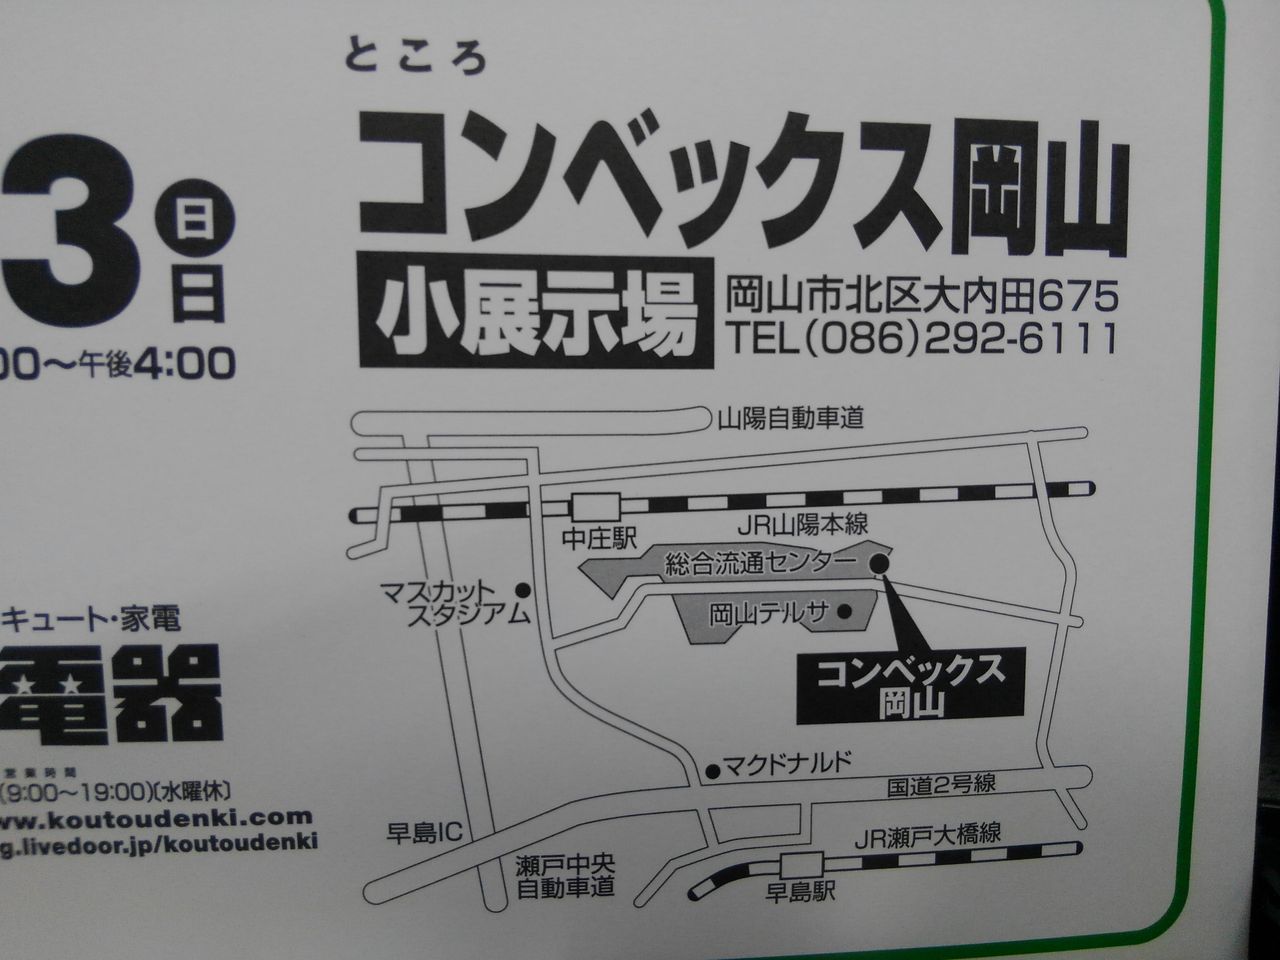 ところ
コンベックス岡山
小展示場
岡山市北区大内田675
TEL(086)292-6111
3日
㊐
00〜午後4:00
山陽自動車道
中庄駅
JR山陽本線
総合流通センター
マスカット
スタジアム
岡山テルサ
コンベックス
岡山
マクドナルド
国道2号線
早島IC
瀬戸中央
自動車道
JR瀬戸大橋線
早島駅
キュート・家電
電器
営業時間
(9:00〜19:00)〔水曜休〕
ww.koutoudenki.com
g.livedoor.jp/koutoudenki